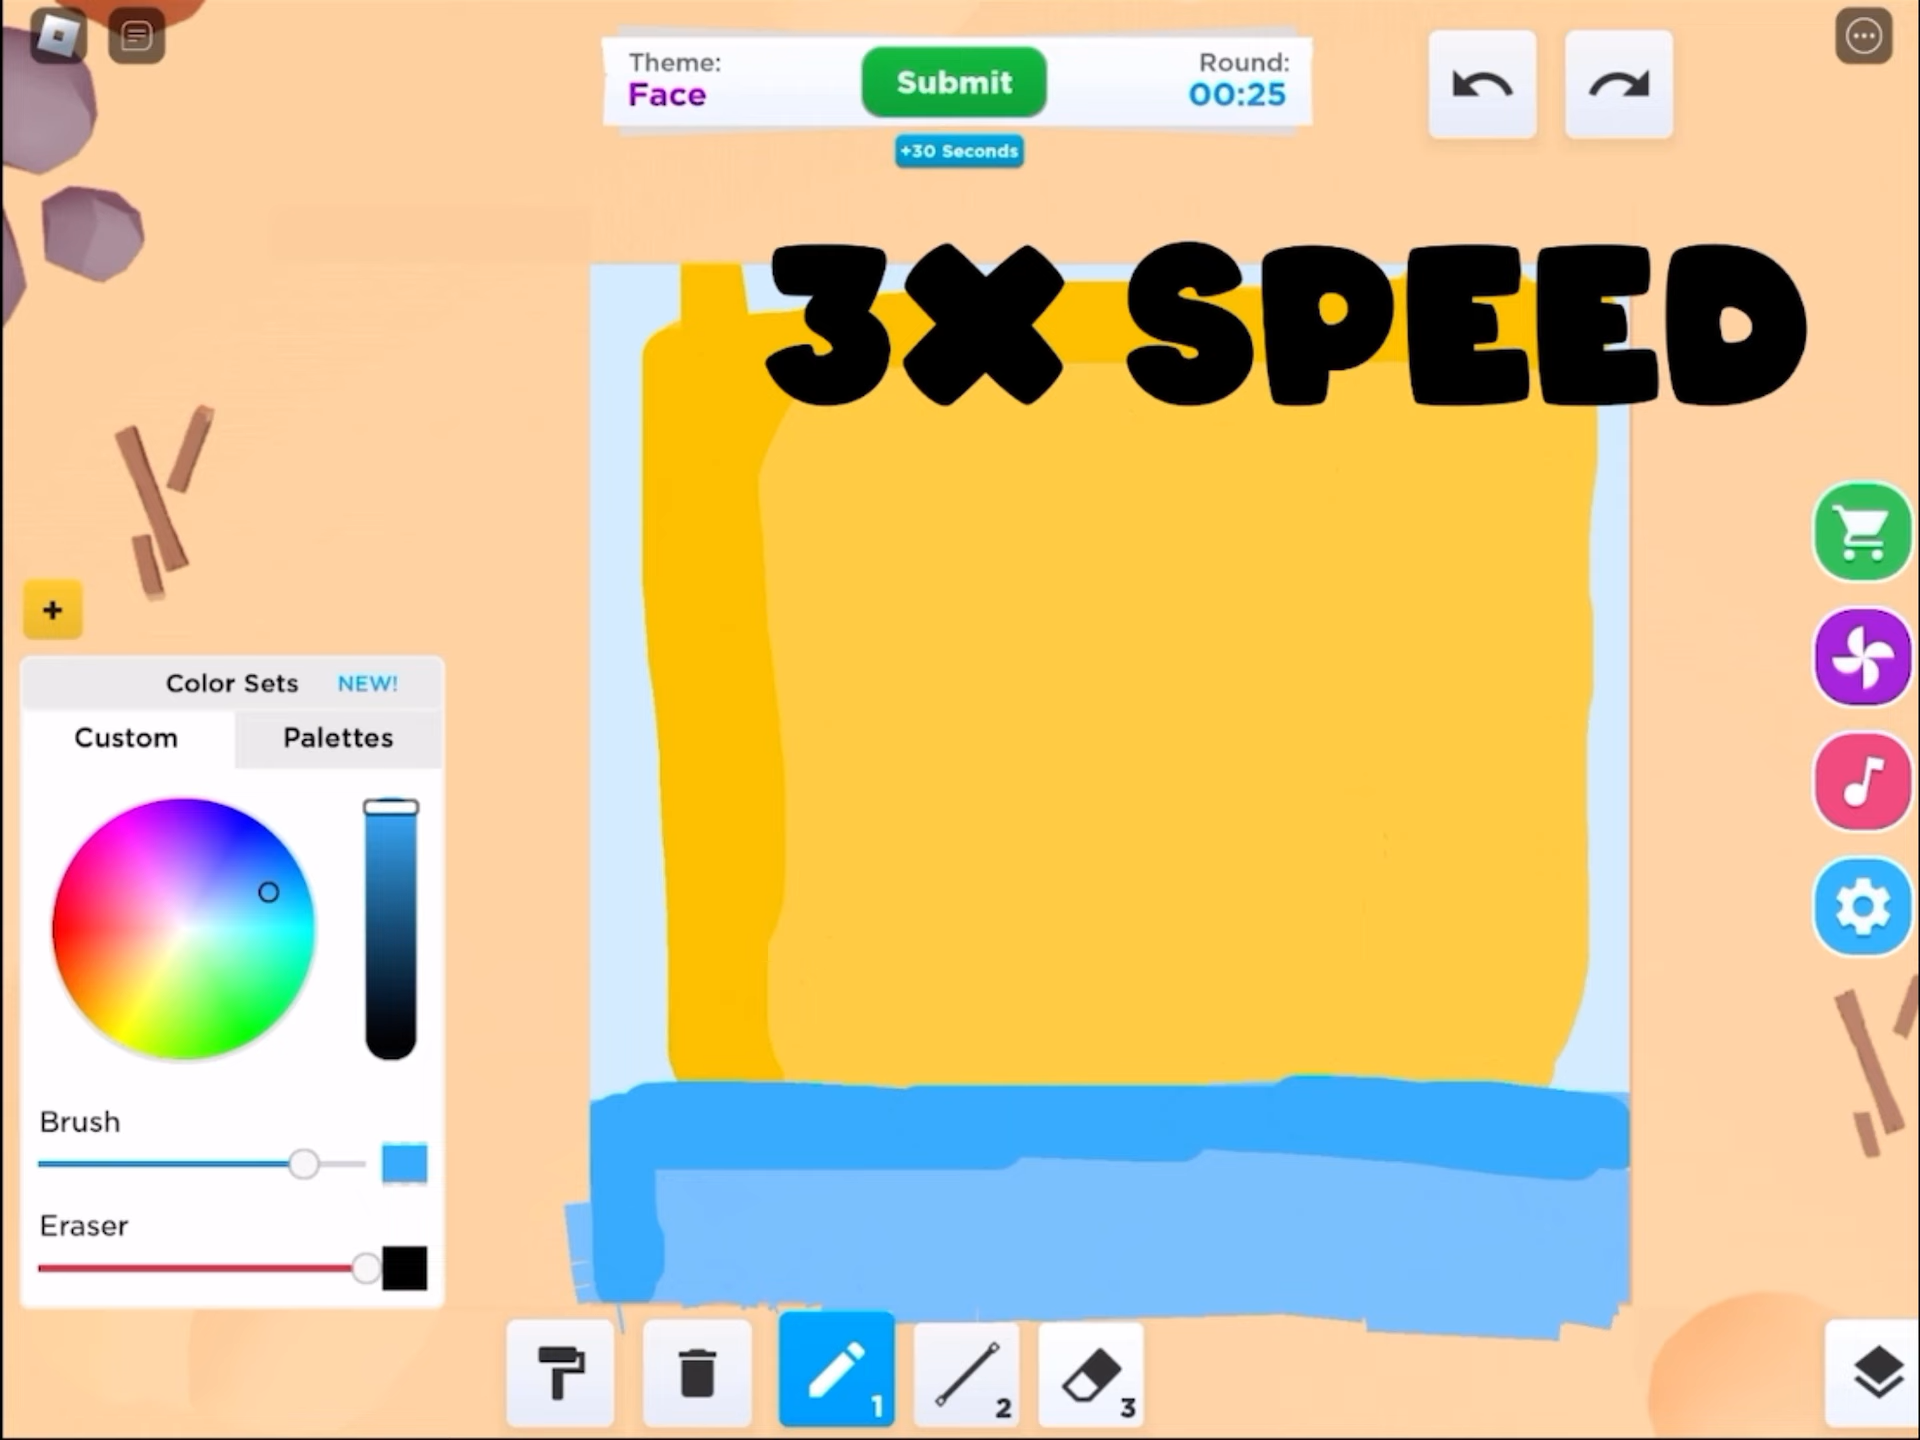 Theme:
Face
Submit
Round:
00:25
+30 Seconds
3X SPEED
+
Color Sets NEW!
Custom
Palettes
Brush
Eraser
1
2
3